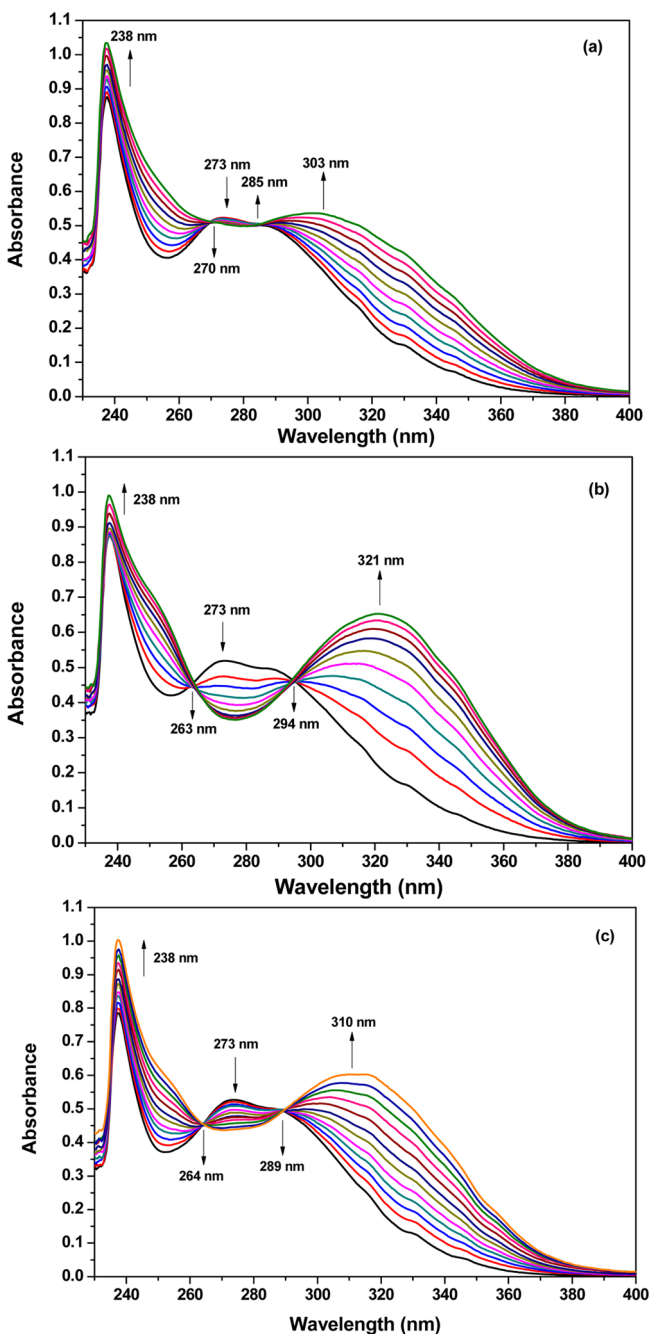 1.1
1.0
0.9
0.8
0.7
0.6
0.5
0.4
0.3
0.2
0.1
0.0
Absorbance
238 nm
(a)
273 nm
285 nm
303 nm
270 nm
240 260 280 300 320 340 360 380 400
Wavelength (nm)
1.1
1.0
0.9
0.8
0.7
0.6
0.5
0.4
0.3
0.2
0.1
0.0
Absorbance
(b)
238 nm
321 nm
273 nm
263 nm
294 nm
240 260 280 300 320 340 360 380 400
Wavelength (nm)
1.1
1.0
0.9
0.8
0.7
0.6
0.5
0.4
0.3
0.2
0.1
0.0
Absorbance
(c)
238 nm
273 nm
310 nm
264 nm
289 nm
240 260 280 300 320 340 360 380 400
Wavelength (nm)